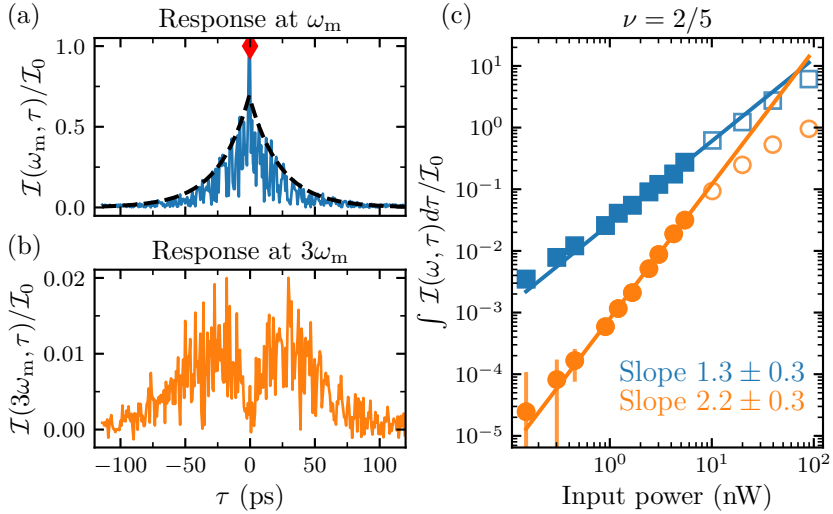 (a)
Response at ωm
1.0
0.5
0.0
I(ωm, τ)/I0
(b)
Response at 3ωm
0.02
0.01
0.00
I(3ωm, τ)/I0
−100 −50 0 50 100
τ (ps)
(c)
ν = 2/5
10^1
10^0
10^−1
10^−2
10^−3
10^−4
10^−5
∫ I(ω, τ)dτ/I0
Slope 1.3 ± 0.3
Slope 2.2 ± 0.3
10^0 10^1 10^2
Input power (nW)